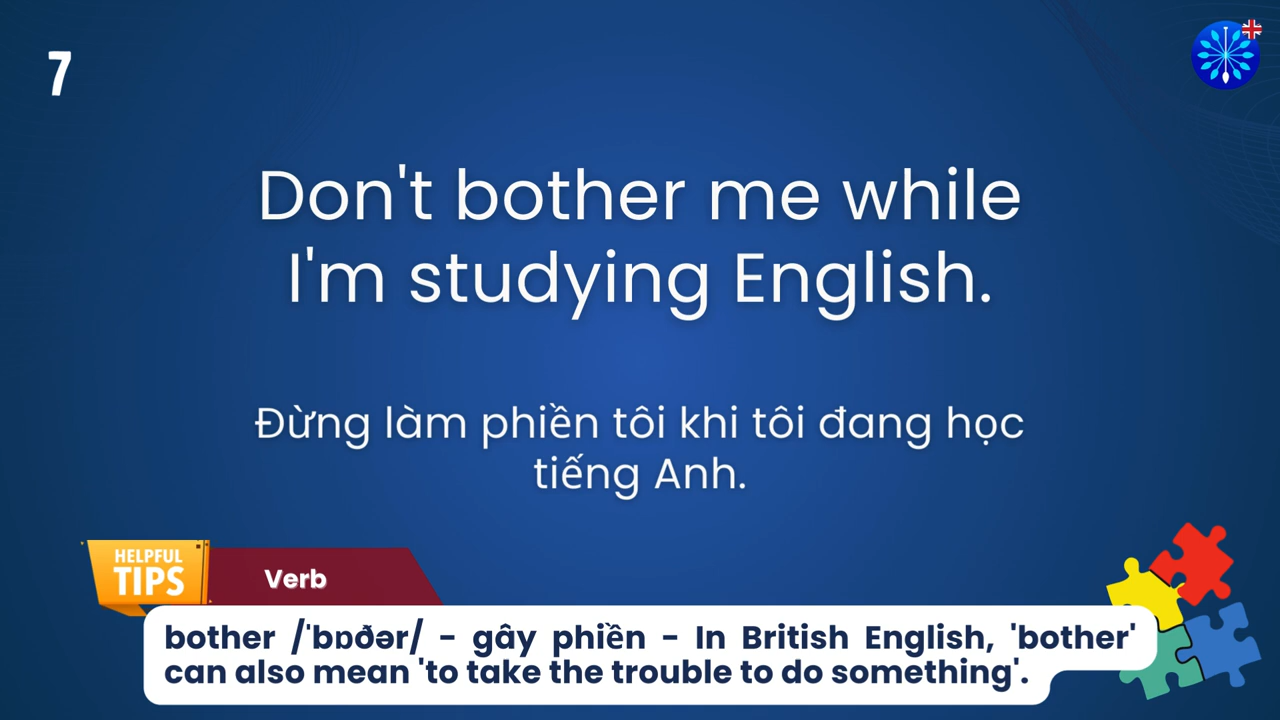 7
Don't bother me while
I'm studying English.
Đừng làm phiền tôi khi tôi đang học
tiếng Anh.
HELPFUL
TIPS
Verb
bother /ˈbɒðər/ - gây phiền - In British English, 'bother'
can also mean 'to take the trouble to do something'.